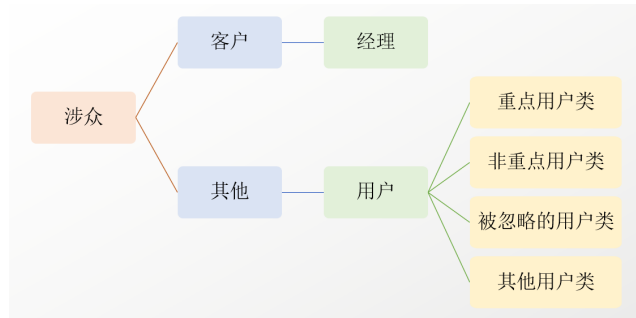 涉众
客户
经理
其他
用户
重点用户类
非重点用户类
被忽略的用户类
其他用户类